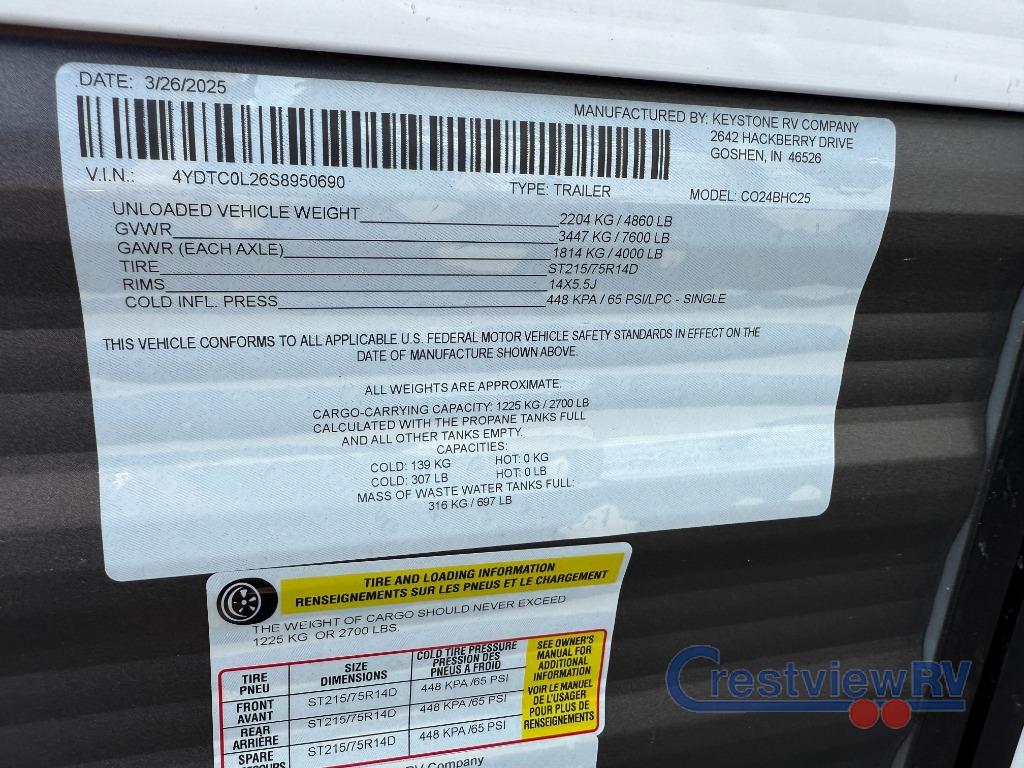 DATE: 3/26/2025
MANUFACTURED BY: KEYSTONE RV COMPANY
2642 HACKBERRY DRIVE
GOSHEN, IN 46526
V.I.N.: 4YDTC0L26S8950690
TYPE: TRAILER
MODEL: CO24BHC25
UNLOADED VEHICLE WEIGHT 2204 KG / 4860 LB
GVWR 3447 KG / 7600 LB
GAWR (EACH AXLE) 1814 KG / 4000 LB
TIRE ST215/75R14D
RIMS 14X5.5J
COLD INFL. PRESS 448 KPA / 65 PSI/LPC - SINGLE
THIS VEHICLE CONFORMS TO ALL APPLICABLE U.S. FEDERAL MOTOR VEHICLE SAFETY STANDARDS IN EFFECT ON THE
DATE OF MANUFACTURE SHOWN ABOVE.
ALL WEIGHTS ARE APPROXIMATE.
CARGO-CARRYING CAPACITY: 1225 KG / 2700 LB
CALCULATED WITH THE PROPANE TANKS FULL
AND ALL OTHER TANKS EMPTY.
CAPACITIES:
COLD: 139 KG HOT: 0 KG
COLD: 307 LB HOT: 0 LB
MASS OF WASTE WATER TANKS FULL:
316 KG / 697 LB
TIRE AND LOADING INFORMATION
RENSEIGNEMENTS SUR LES PNEUS ET LE CHARGEMENT
THE WEIGHT OF CARGO SHOULD NEVER EXCEED
1225 KG OR 2700 LBS.
TIRE
PNEU
SIZE
DIMENSIONS
COLD TIRE PRESSURE
PRESSION DES
PNEUS A FROID
FRONT
AVANT
ST215/75R14D
448 KPA /65 PSI
REAR
ARRIÈRE
ST215/75R14D
448 KPA /65 PSI
SPARE
ST215/75R14D
448 KPA /65 PSI
SEE OWNER'S
MANUAL FOR
ADDITIONAL
INFORMATION
VOIR LE MANUEL
DE L'USAGER
POUR PLUS DE
RENSEIGNEMENTS
RV Company
Crestview RV